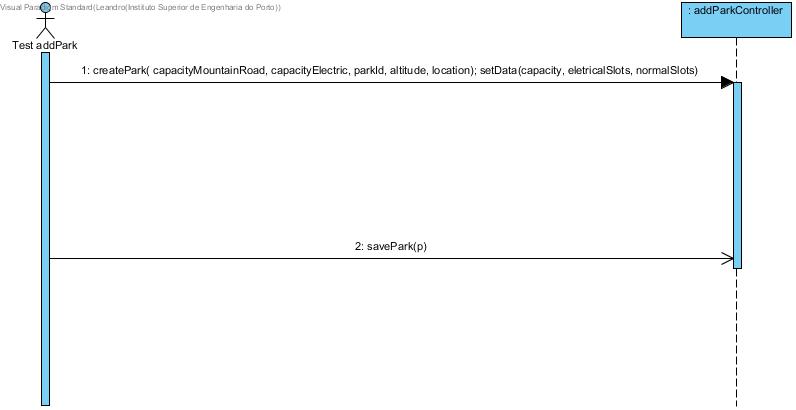 Visual Paradigm Standard(Leandro(Instituto Superior de Engenharia do Porto))
: addParkController
Test addPark
1: createPark( capacityMountainRoad, capacityElectric, parkId, altitude, location); setData(capacity, eletricalSlots, normalSlots)
2: savePark(p)